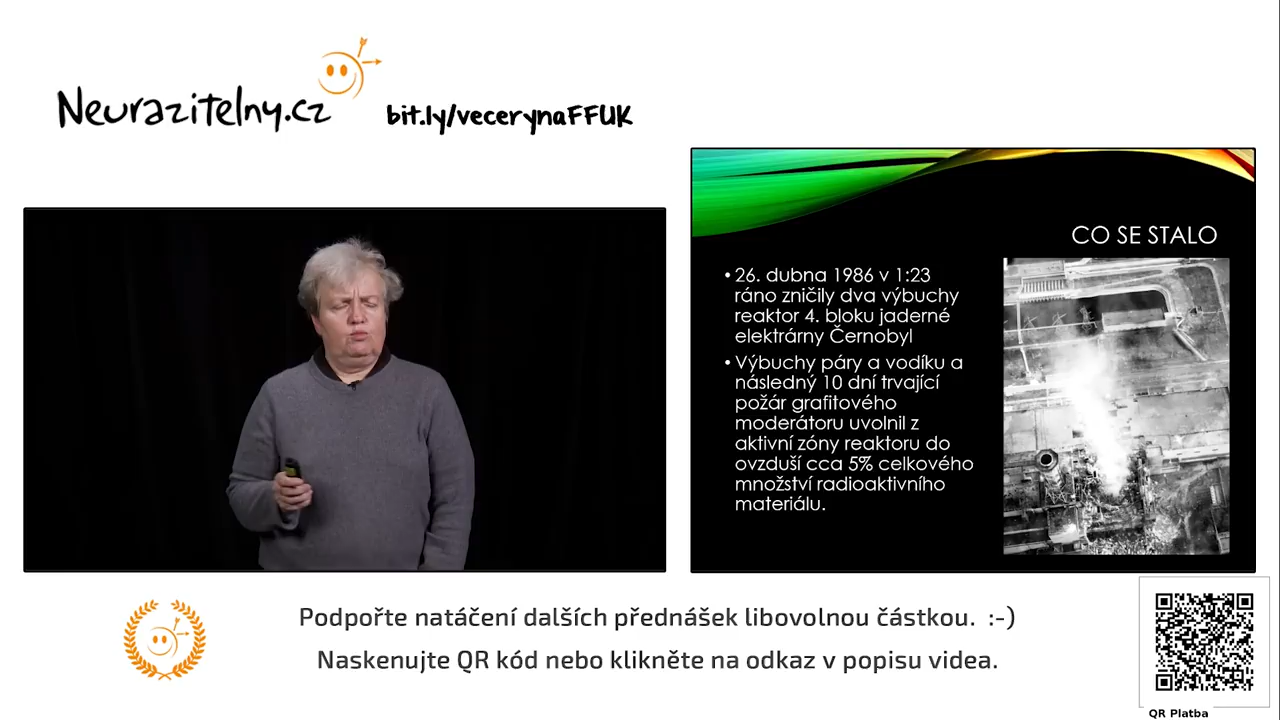 Neurazitelny.cz
bit.ly/vecerynaFFUK
CO SE STALO
• 26. dubna 1986 v 1:23
ráno zničily dva výbuchy
reaktor 4. bloku jaderné
elektrárny Černobyl
• Výbuchy páry a vodíku a
následný 10 dní trvající
požár grafitového
moderátoru uvolnil z
aktivní zóny reaktoru do
ovzduší cca 5% celkového
množství radioaktivního
materiálu.
Podpořte natáčení dalších přednášek libovolnou částkou. :-)
Naskenujte QR kód nebo klikněte na odkaz v popisu videa.
QR Platba